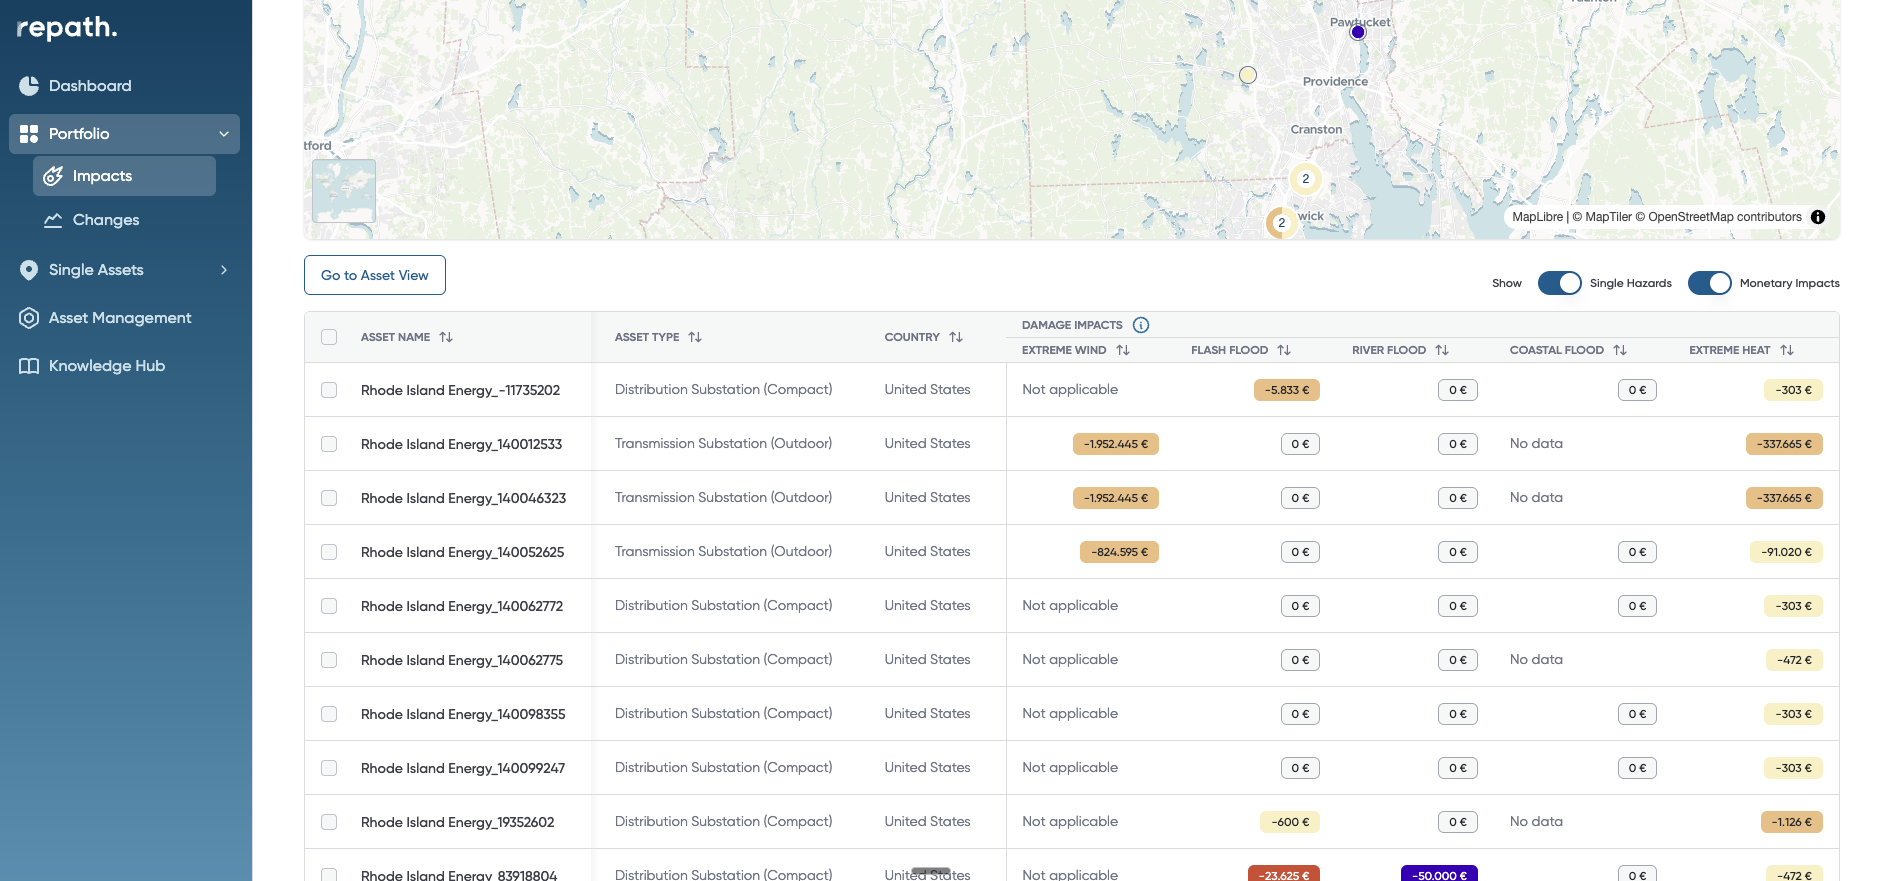 repath.
Dashboard
Portfolio
Impacts
Changes
Single Assets
Asset Management
Knowledge Hub
Pawtucket
Providence
Cranston
tford
2
2
wick
MapLibre | © MapTiler © OpenStreetMap contributors
Go to Asset View
Show Single Hazards Monetary Impacts
DAMAGE IMPACTS
ASSET NAME ASSET TYPE COUNTRY EXTREME WIND FLASH FLOOD RIVER FLOOD COASTAL FLOOD EXTREME HEAT
Rhode Island Energy_-11735202 Distribution Substation (Compact) United States Not applicable -5.833 € 0 € 0 € -303 €
Rhode Island Energy_140012533 Transmission Substation (Outdoor) United States -1.952.445 € 0 € 0 € No data -337.665 €
Rhode Island Energy_140046323 Transmission Substation (Outdoor) United States -1.952.445 € 0 € 0 € No data -337.665 €
Rhode Island Energy_140052625 Transmission Substation (Outdoor) United States -824.595 € 0 € 0 € 0 € -91.020 €
Rhode Island Energy_140062772 Distribution Substation (Compact) United States Not applicable 0 € 0 € 0 € -303 €
Rhode Island Energy_140062775 Distribution Substation (Compact) United States Not applicable 0 € 0 € No data -472 €
Rhode Island Energy_140098355 Distribution Substation (Compact) United States Not applicable 0 € 0 € 0 € -303 €
Rhode Island Energy_140099247 Distribution Substation (Compact) United States Not applicable 0 € 0 € 0 € -303 €
Rhode Island Energy_19352602 Distribution Substation (Compact) United States Not applicable -600 € 0 € No data -1.126 €
Rhode Island Energy_83918804 Distribution Substation (Compact) United States Not applicable -23.625 € -50.000 € 0 € -472 €